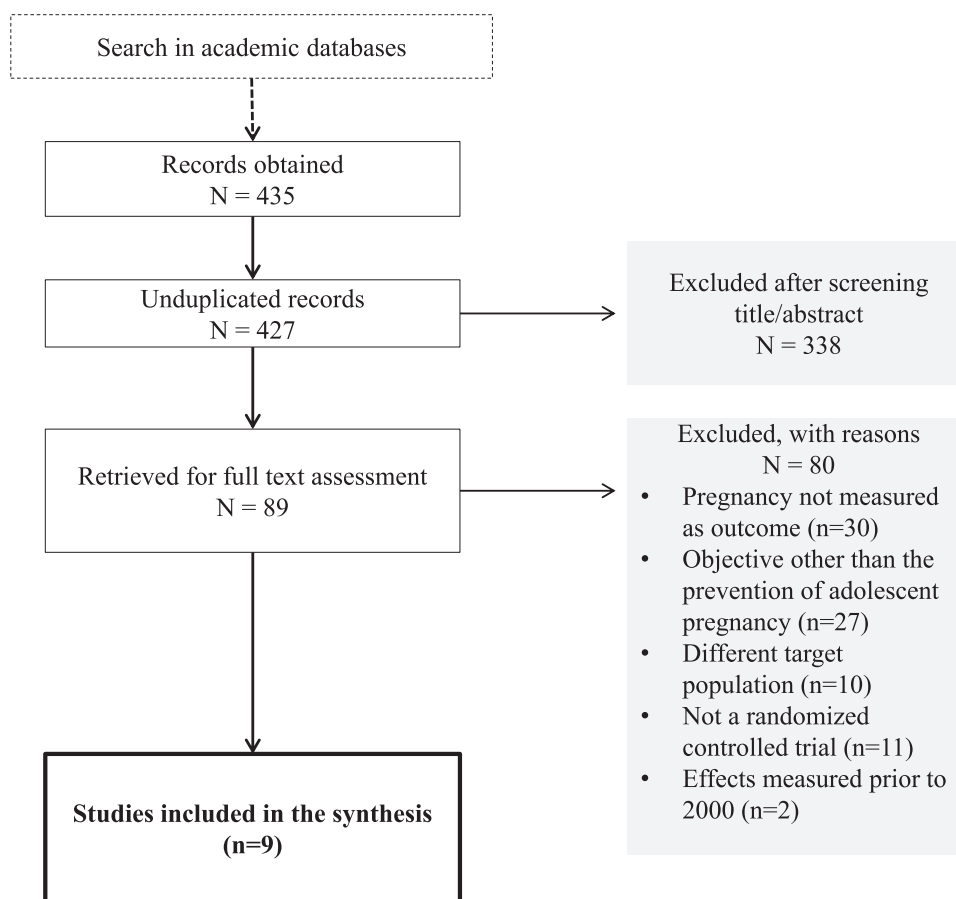 Search in academic databases
Records obtained
N = 435
Unduplicated records
N = 427
Excluded after screening
title/abstract
N = 338
Retrieved for full text assessment
N = 89
Excluded, with reasons
N = 80
• Pregnancy not measured
as outcome (n=30)
• Objective other than the
prevention of adolescent
pregnancy (n=27)
• Different target
population (n=10)
• Not a randomized
controlled trial (n=11)
• Effects measured prior to
2000 (n=2)
Studies included in the synthesis
(n=9)